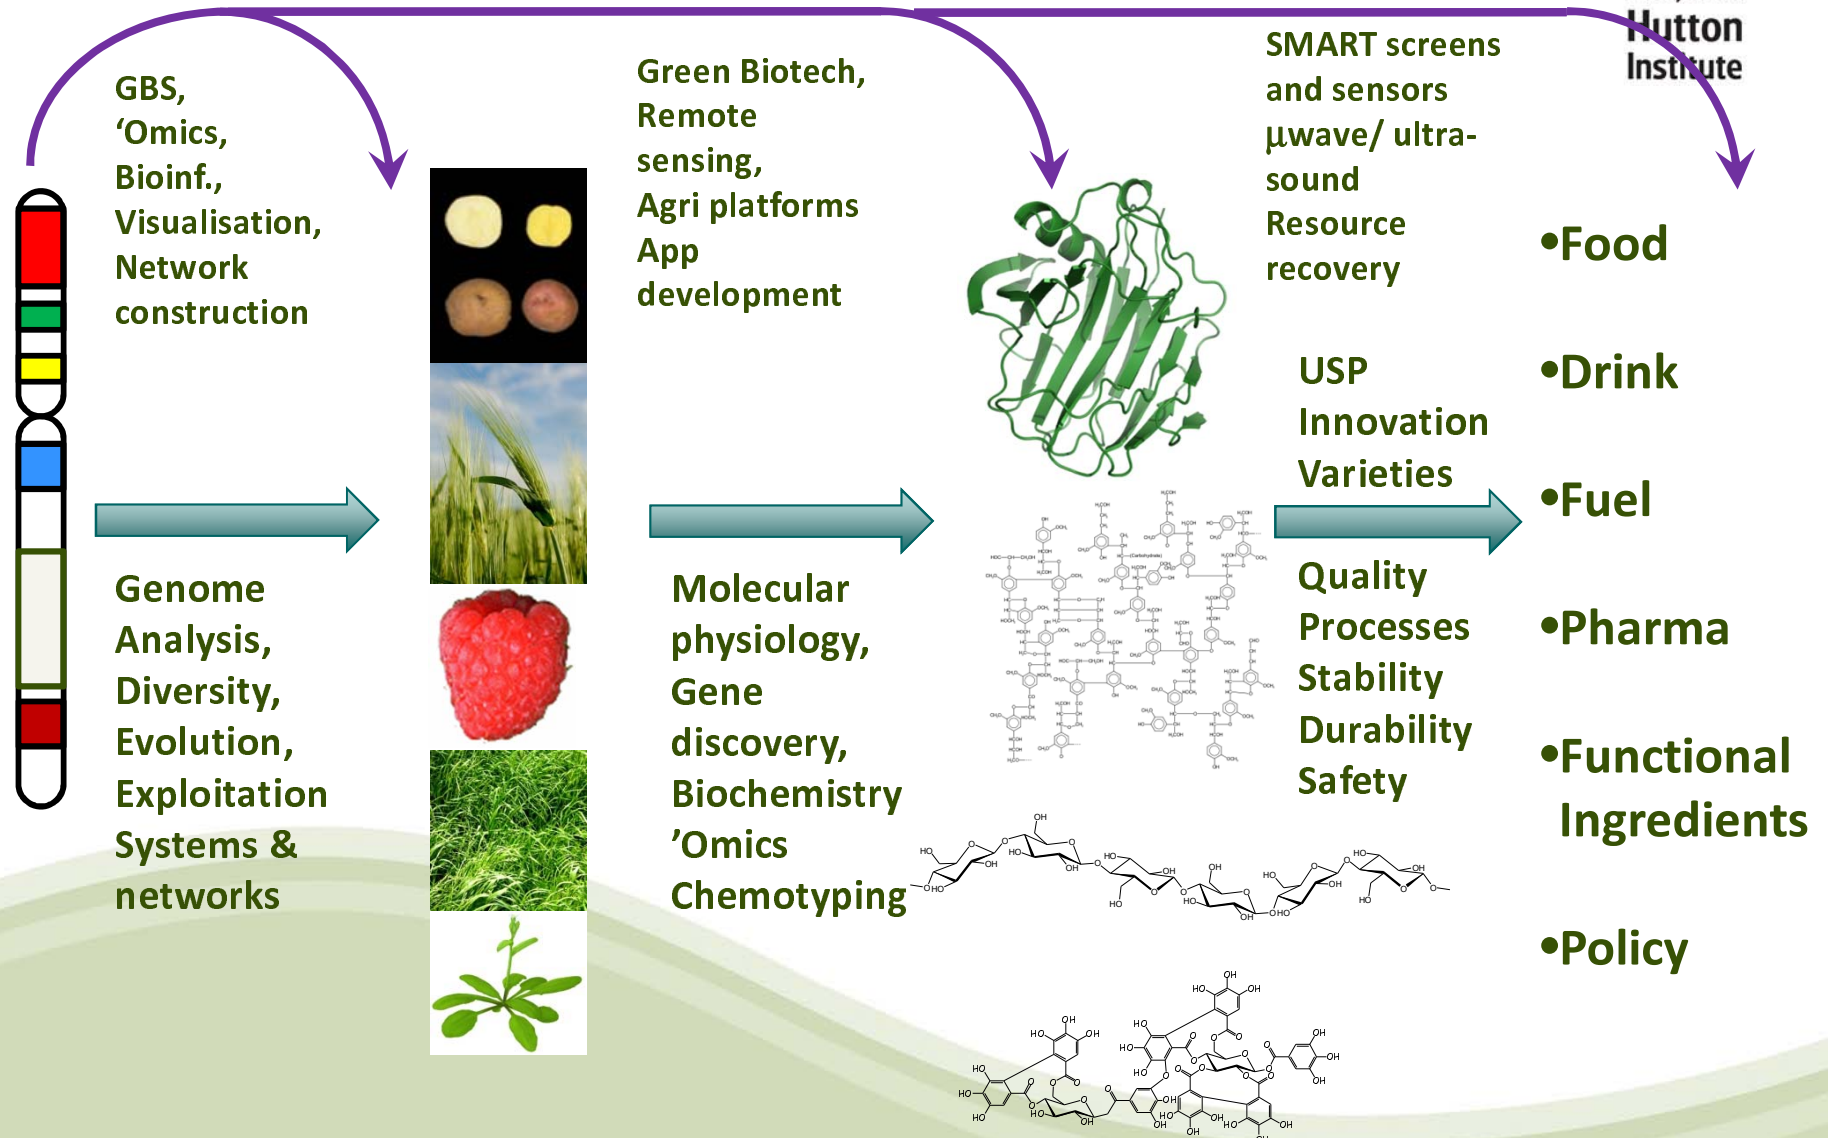 Hutton
Institute
GBS,
‘Omics,
Bioinf.,
Visualisation,
Network
construction
Green Biotech,
Remote
sensing,
Agri platforms
App
development
SMART screens
and sensors
µwave/ ultra-
sound
Resource
recovery
USP
Innovation
Varieties
Quality
Processes
Stability
Durability
Safety
Genome
Analysis,
Diversity,
Evolution,
Exploitation
Systems &
networks
Molecular
physiology,
Gene
discovery,
Biochemistry
’Omics
Chemotyping
•Food
•Drink
•Fuel
•Pharma
•Functional
Ingredients
•Policy